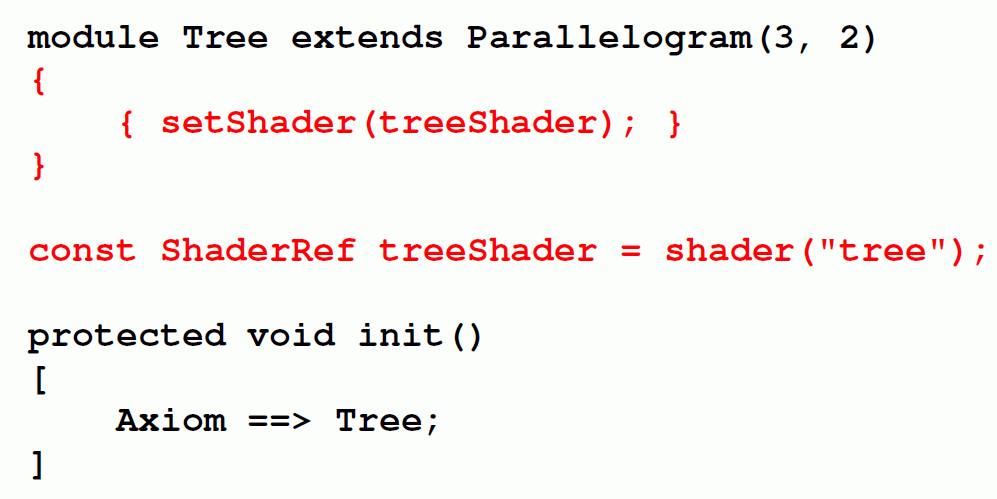 module Tree extends Parallelogram(3, 2)
{
    { setShader(treeShader); }
}
const ShaderRef treeShader = shader("tree");
protected void init()
[
    Axiom ==> Tree;
]